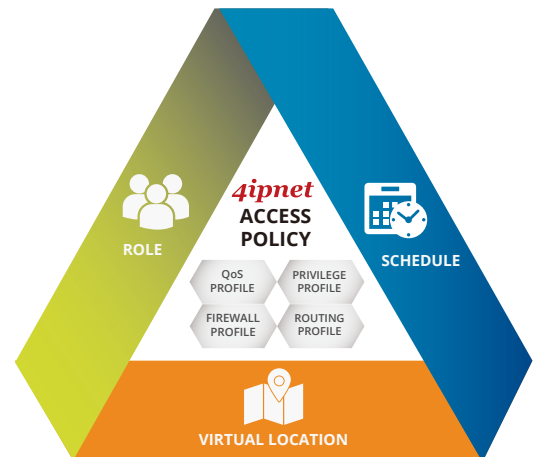 4ipnet
ACCESS
POLICY
ROLE
SCHEDULE
QoS
PROFILE
PRIVILEGE
PROFILE
FIREWALL
PROFILE
ROUTING
PROFILE
VIRTUAL LOCATION